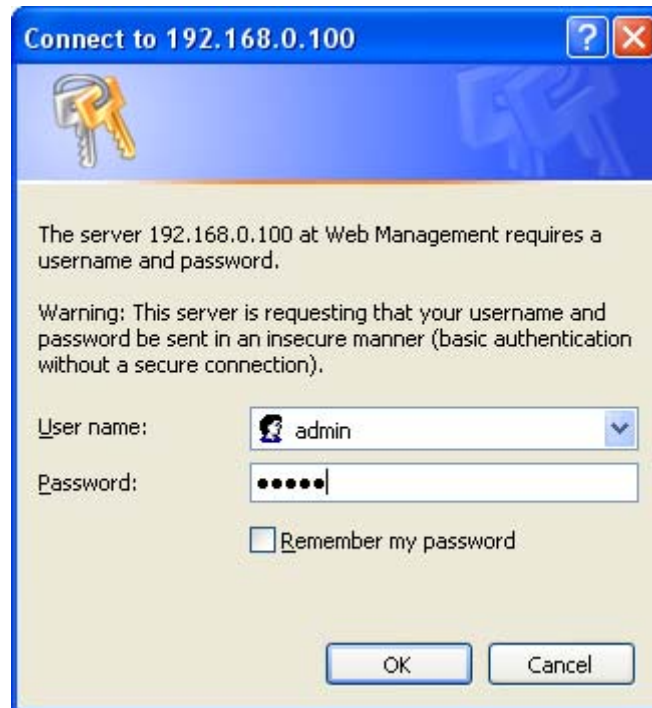 Connect to 192.168.0.100
The server 192.168.0.100 at Web Management requires a
username and password.
Warning: This server is requesting that your username and
password be sent in an insecure manner (basic authentication
without a secure connection).
User name:
admin
Password:
•••••
Remember my password
OK
Cancel